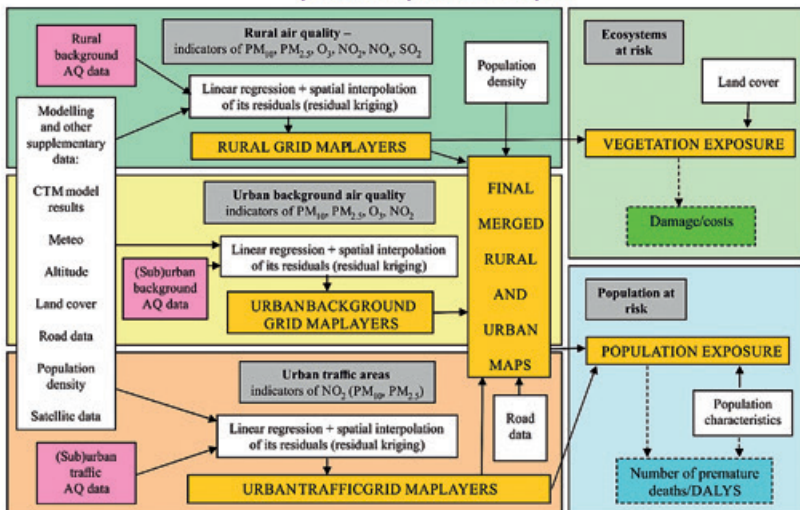 Rural
background
AQ data
Rural air quality –
indicators of PM₁₀, PM₂.₅, O₃, NO₂, NOₓ, SO₂
Linear regression + spatial interpolation
of its residuals (residual kriging)
RURAL GRID MAPLAYERS
Population
density
Ecosystems
at risk
Land cover
VEGETATION EXPOSURE
Damage/costs
Modelling
and other
supplementary
data:
CTM model
results
Meteo
Altitude
Land cover
Road data
Population
density
Satellite data
Urban background air quality
indicators of PM₁₀, PM₂.₅, O₃, NO₂
(Sub)urban
background
AQ data
Linear regression + spatial interpolation
of its residuals (residual kriging)
URBAN BACKGROUND
GRID MAPLAYERS
FINAL
MERGED
RURAL
AND
URBAN
MAPS
Population at
risk
POPULATION EXPOSURE
Population
characteristics
Number of premature
deaths/DALYS
Urban traffic areas
indicators of NO₂ (PM₁₀, PM₂.₅)
Linear regression + spatial interpolation
of its residuals (residual kriging)
Road
data
(Sub)urban
traffic
AQ data
URBAN TRAFFIC GRID MAPLAYERS